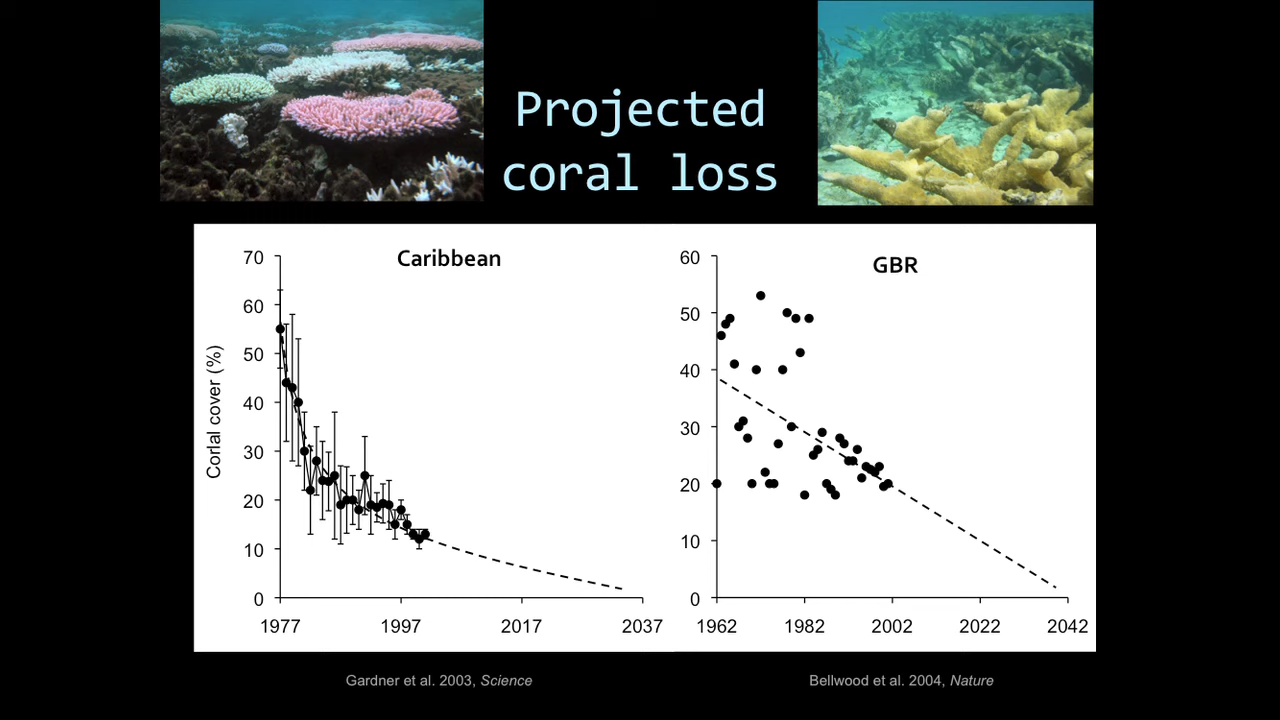 Projected
coral loss
Caribbean
Corlal cover (%)
70
60
50
40
30
20
10
0
1977 1997 2017 2037
GBR
60
50
40
30
20
10
0
1962 1982 2002 2022 2042
Gardner et al. 2003, Science
Bellwood et al. 2004, Nature